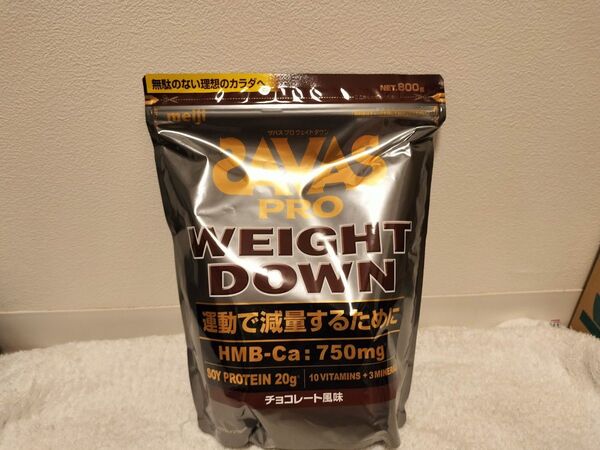 無駄のない理想のカラダへ
NET.800g
meiji
ザバスプロウェイトダウン
SAVAS
PRO
WEIGHT
DOWN
運動で減量するために
HMB-Ca:750mg
SOY PROTEIN 20g*
10 VITAMINS + 3 MINERALS
チョコレート風味